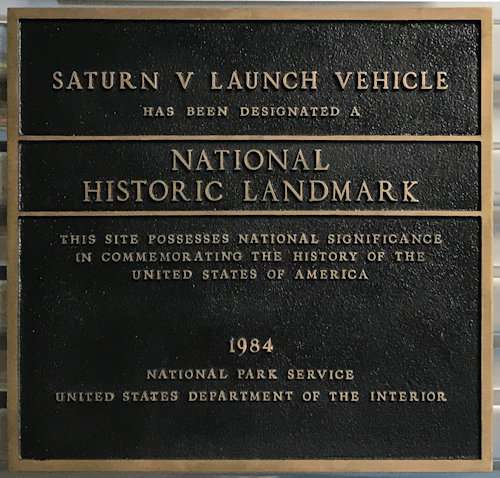 SATURN V LAUNCH VEHICLE
HAS BEEN DESIGNATED A
NATIONAL
HISTORIC LANDMARK
THIS SITE POSSESSES NATIONAL SIGNIFICANCE
IN COMMEMORATING THE HISTORY OF THE
UNITED STATES OF AMERICA
1984
NATIONAL PARK SERVICE
UNITED STATES DEPARTMENT OF THE INTERIOR